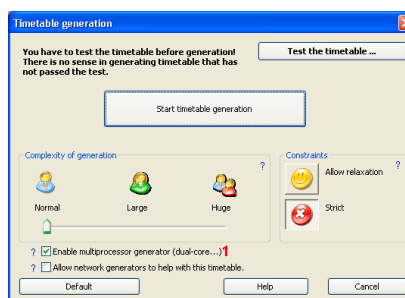 Timetable generation
You have to test the timetable before generation!
There is no sense in generating timetable that has
not passed the test.
Test the timetable ...
Start timetable generation
Complexity of generation
?
Normal
Large
Huge
Constraints
?
Allow relaxation
Strict
? Enable multiprocessor generator (dual-core...) 1
? Allow network generators to help with this timetable.
Default
Help
Cancel